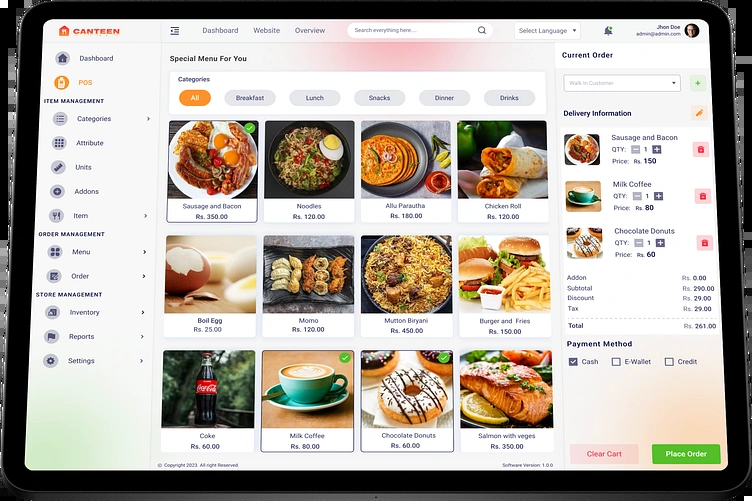 CANTEEN
Dashboard
Website
Overview
Search everything here....
Select Language
Jhon Doe
admin@admin.com
Dashboard
POS
ITEM MANAGEMENT
Categories
Attribute
Units
Addons
Item
ORDER MANAGEMENT
Menu
Order
STORE MANAGEMENT
Inventory
Reports
Settings
Special Menu For You
Categories
All
Breakfast
Lunch
Snacks
Dinner
Drinks
Sausage and Bacon
Rs. 350.00
Noodles
Rs. 120.00
Allu Parautha
Rs. 180.00
Chicken Roll
Rs. 120.00
Boil Egg
Rs. 25.00
Momo
Rs. 120.00
Mutton Biryani
Rs. 450.00
Burger and Fries
Rs. 150.00
Coca-Cola
Coke
Rs. 60.00
Milk Coffee
Rs. 80.00
Chocolate Donuts
Rs. 60.00
Salmon with veges
Rs. 350.00
© Copyright 2023. All right Reserved.
Software Version: 1.0.0
Current Order
Walk In Customer
+
Delivery Information
Sausage and Bacon
QTY: − 1 +
Price: Rs. 150
Milk Coffee
QTY: − 1 +
Price: Rs. 80
Chocolate Donuts
QTY: − 1 +
Price: Rs. 60
Addon Rs. 0.00
Subtotal Rs. 290.00
Discount Rs. 29.00
Tax Rs. 29.00
Total Rs. 261.00
Payment Method
Cash
E-Wallet
Credit
Clear Cart
Place Order